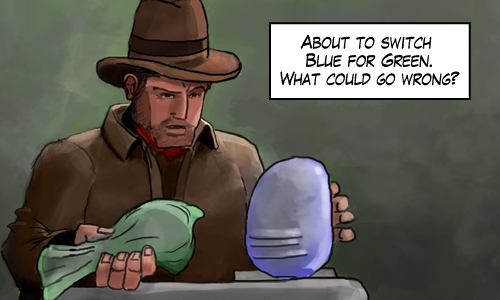 About to switch
Blue for Green.
What could go wrong?